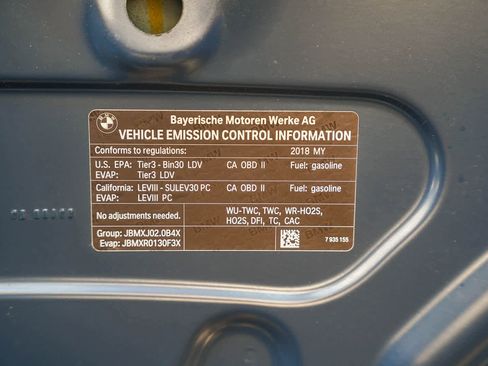 BMW
Bayerische Motoren Werke AG
VEHICLE EMISSION CONTROL INFORMATION
Conforms to regulations: 2018 MY
U.S. EPA: Tier3 - Bin30 LDV CA OBD II Fuel: gasoline
EVAP: Tier3 LDV
California: LEVIII - SULEV30 PC CA OBD II Fuel: gasoline
EVAP: LEVIII PC
No adjustments needed. WU-TWC, TWC, WR-HO2S,
HO2S, DFI, TC, CAC
Group: JBMXJ02.0B4X
Evap: JBMXR0130F3X
7 935 155